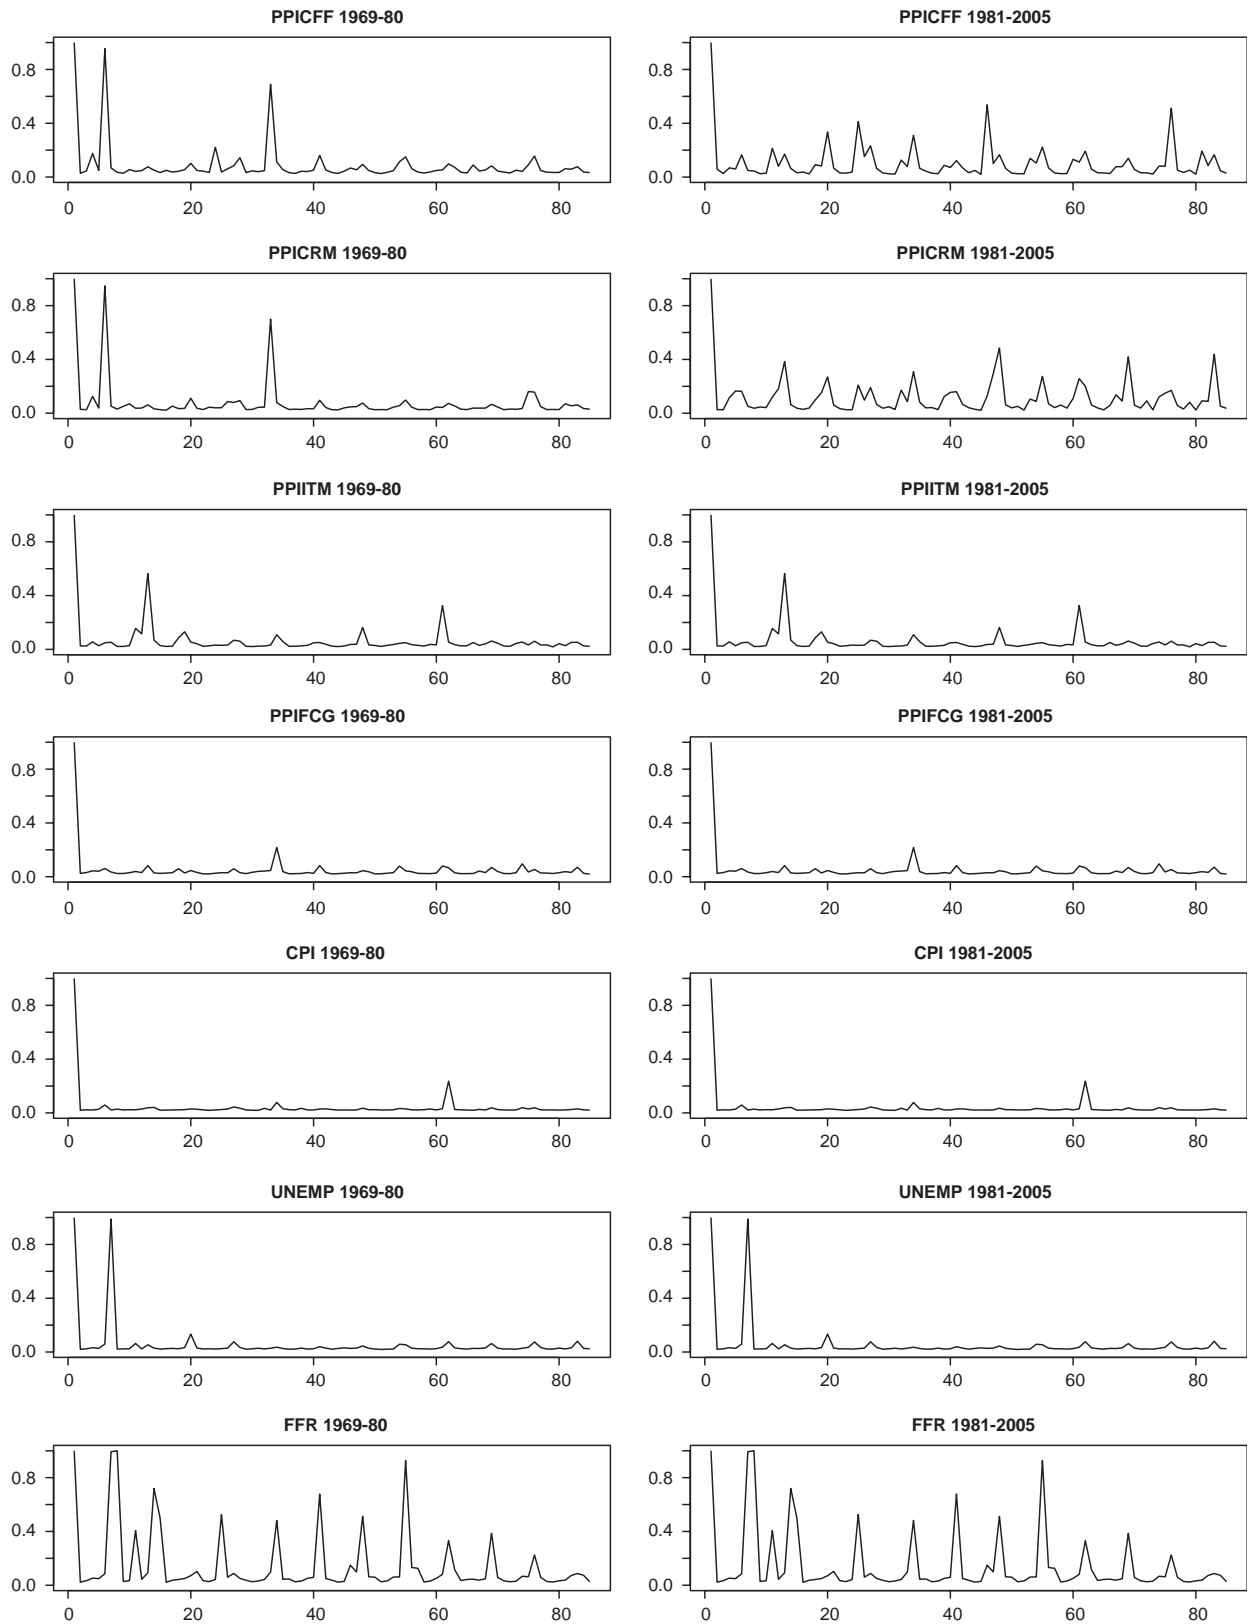 PPICFF 1969-80
0.8
0.4
0.0
0 20 40 60 80
PPICFF 1981-2005
0.8
0.4
0.0
0 20 40 60 80
PPICRM 1969-80
0.8
0.4
0.0
0 20 40 60 80
PPICRM 1981-2005
0.8
0.4
0.0
0 20 40 60 80
PPIITM 1969-80
0.8
0.4
0.0
0 20 40 60 80
PPIITM 1981-2005
0.8
0.4
0.0
0 20 40 60 80
PPIFCG 1969-80
0.8
0.4
0.0
0 20 40 60 80
PPIFCG 1981-2005
0.8
0.4
0.0
0 20 40 60 80
CPI 1969-80
0.8
0.4
0.0
0 20 40 60 80
CPI 1981-2005
0.8
0.4
0.0
0 20 40 60 80
UNEMP 1969-80
0.8
0.4
0.0
0 20 40 60 80
UNEMP 1981-2005
0.8
0.4
0.0
0 20 40 60 80
FFR 1969-80
0.8
0.4
0.0
0 20 40 60 80
FFR 1981-2005
0.8
0.4
0.0
0 20 40 60 80